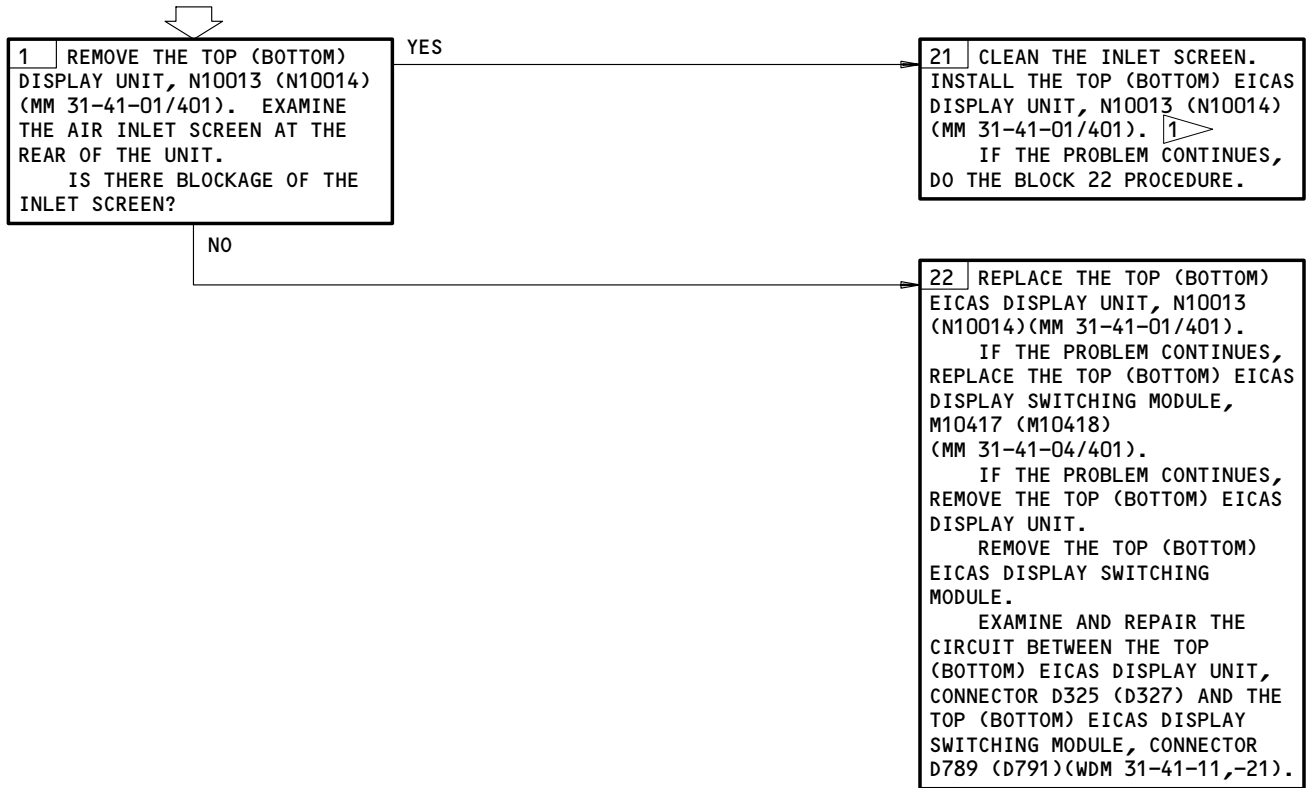 1 REMOVE THE TOP (BOTTOM)
DISPLAY UNIT, N10013 (N10014)
(MM 31-41-01/401). EXAMINE
THE AIR INLET SCREEN AT THE
REAR OF THE UNIT.
IS THERE BLOCKAGE OF THE
INLET SCREEN?
YES
NO
21 CLEAN THE INLET SCREEN.
INSTALL THE TOP (BOTTOM) EICAS
DISPLAY UNIT, N10013 (N10014)
(MM 31-41-01/401). 1
IF THE PROBLEM CONTINUES,
DO THE BLOCK 22 PROCEDURE.
22 REPLACE THE TOP (BOTTOM)
EICAS DISPLAY UNIT, N10013
(N10014)(MM 31-41-01/401).
IF THE PROBLEM CONTINUES,
REPLACE THE TOP (BOTTOM) EICAS
DISPLAY SWITCHING MODULE,
M10417 (M10418)
(MM 31-41-04/401).
IF THE PROBLEM CONTINUES,
REMOVE THE TOP (BOTTOM) EICAS
DISPLAY UNIT.
REMOVE THE TOP (BOTTOM)
EICAS DISPLAY SWITCHING
MODULE.
EXAMINE AND REPAIR THE
CIRCUIT BETWEEN THE TOP
(BOTTOM) EICAS DISPLAY UNIT,
CONNECTOR D325 (D327) AND THE
TOP (BOTTOM) EICAS DISPLAY
SWITCHING MODULE, CONNECTOR
D789 (D791)(WDM 31-41-11,-21).